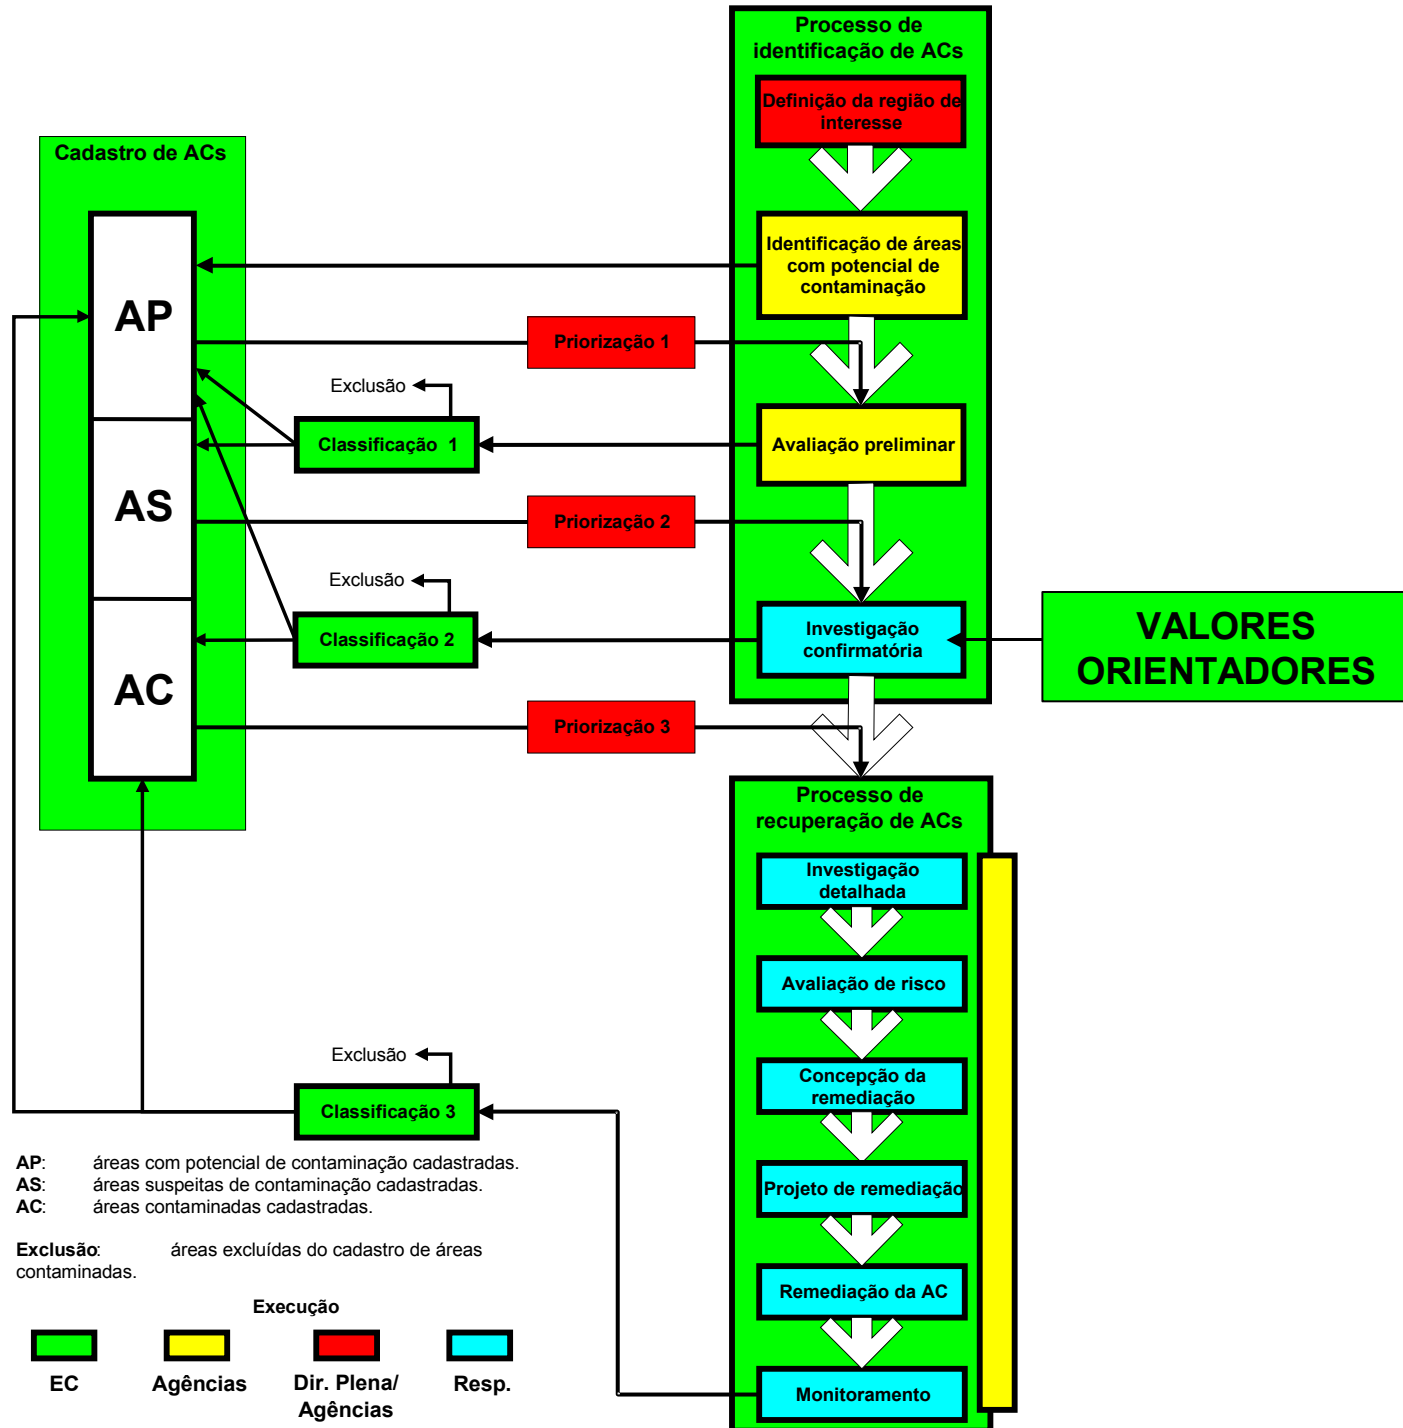 Processo de
identificação de ACs
Definição da região de
interesse
Cadastro de ACs
Identificação de áreas
com potencial de
contaminação
AP
Priorização 1
Exclusão
Classificação 1
Avaliação preliminar
AS
Priorização 2
Exclusão
Classificação 2
Investigação
confirmatória
VALORES
ORIENTADORES
AC
Priorização 3
Processo de
recuperação de ACs
Investigação
detalhada
Avaliação de risco
Concepção da
remediação
Exclusão
Classificação 3
Projeto de remediação
Remediação da AC
Monitoramento
AP: áreas com potencial de contaminação cadastradas.
AS: áreas suspeitas de contaminação cadastradas.
AC: áreas contaminadas cadastradas.
Exclusão: áreas excluídas do cadastro de áreas
contaminadas.
Execução
EC
Agências
Dir. Plena/
Agências
Resp.